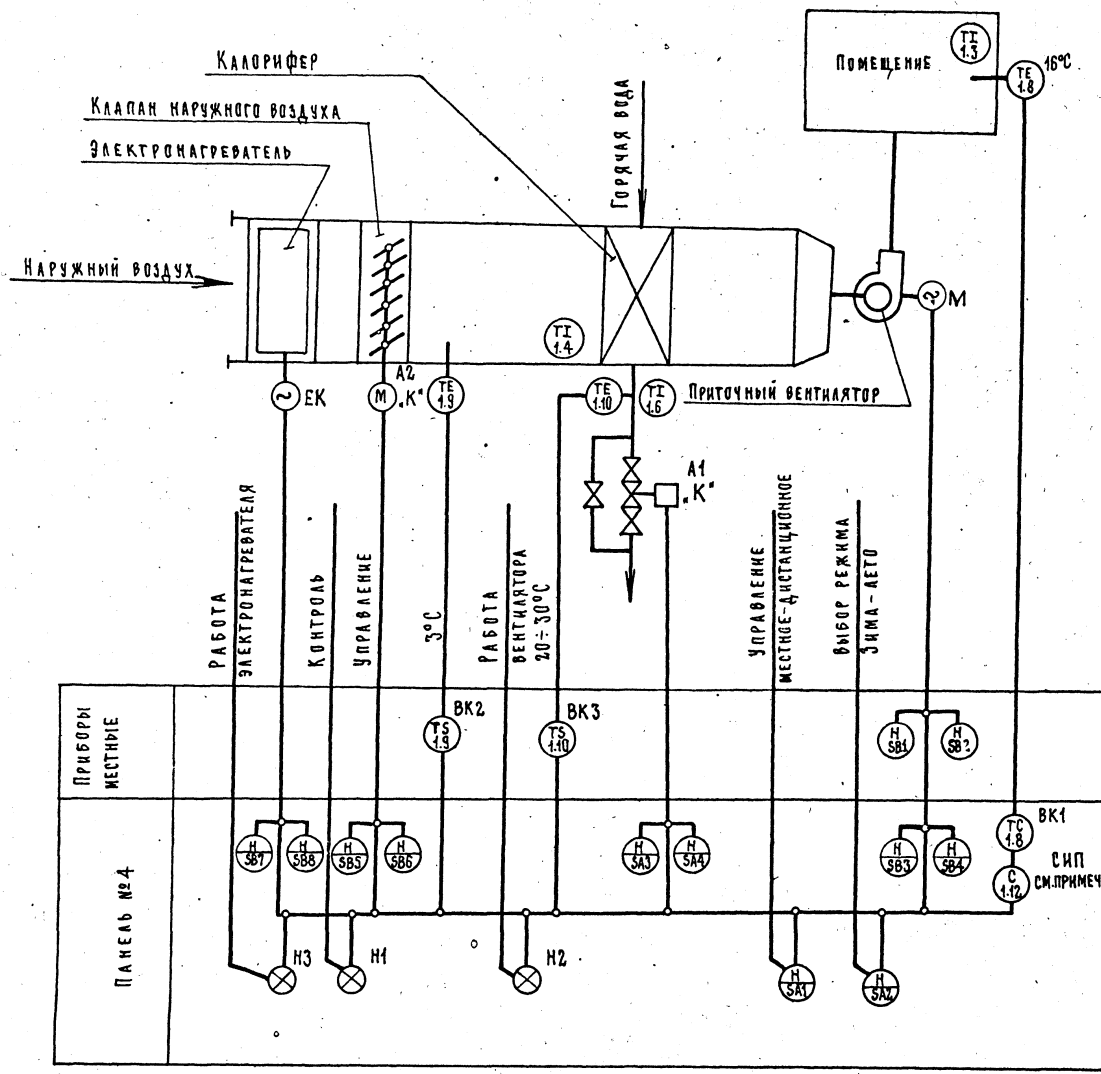 Калорифер
Клапан наружного воздуха
Электронагреватель
Наружный воздух
Горячая вода
Помещение
TI
1.3
TE
1.8
16°C
TI
1.4
M
Приточный вентилятор
EK
A2
M
„К“
TE
1.9
TE
1.10
TI
1.6
A1
„К“
Работа
электронагревателя
Контроль
Управление
3°C
Работа
вентилятора
20÷30°C
Управление
местное-дистанционное
Выбор режима
Зима-лето
Приборы
местные
TS
1.9
BK2
TS
1.10
BK3
H
SB1
H
SB2
Панель №4
H
SB7
H
SB8
H
SB5
H
SB6
H
SA3
H
SA4
H
SB3
H
SB4
TC
1.8
BK1
C
1.12
СИП
см.примеч
H3
H1
H2
H
SA1
H
SA2